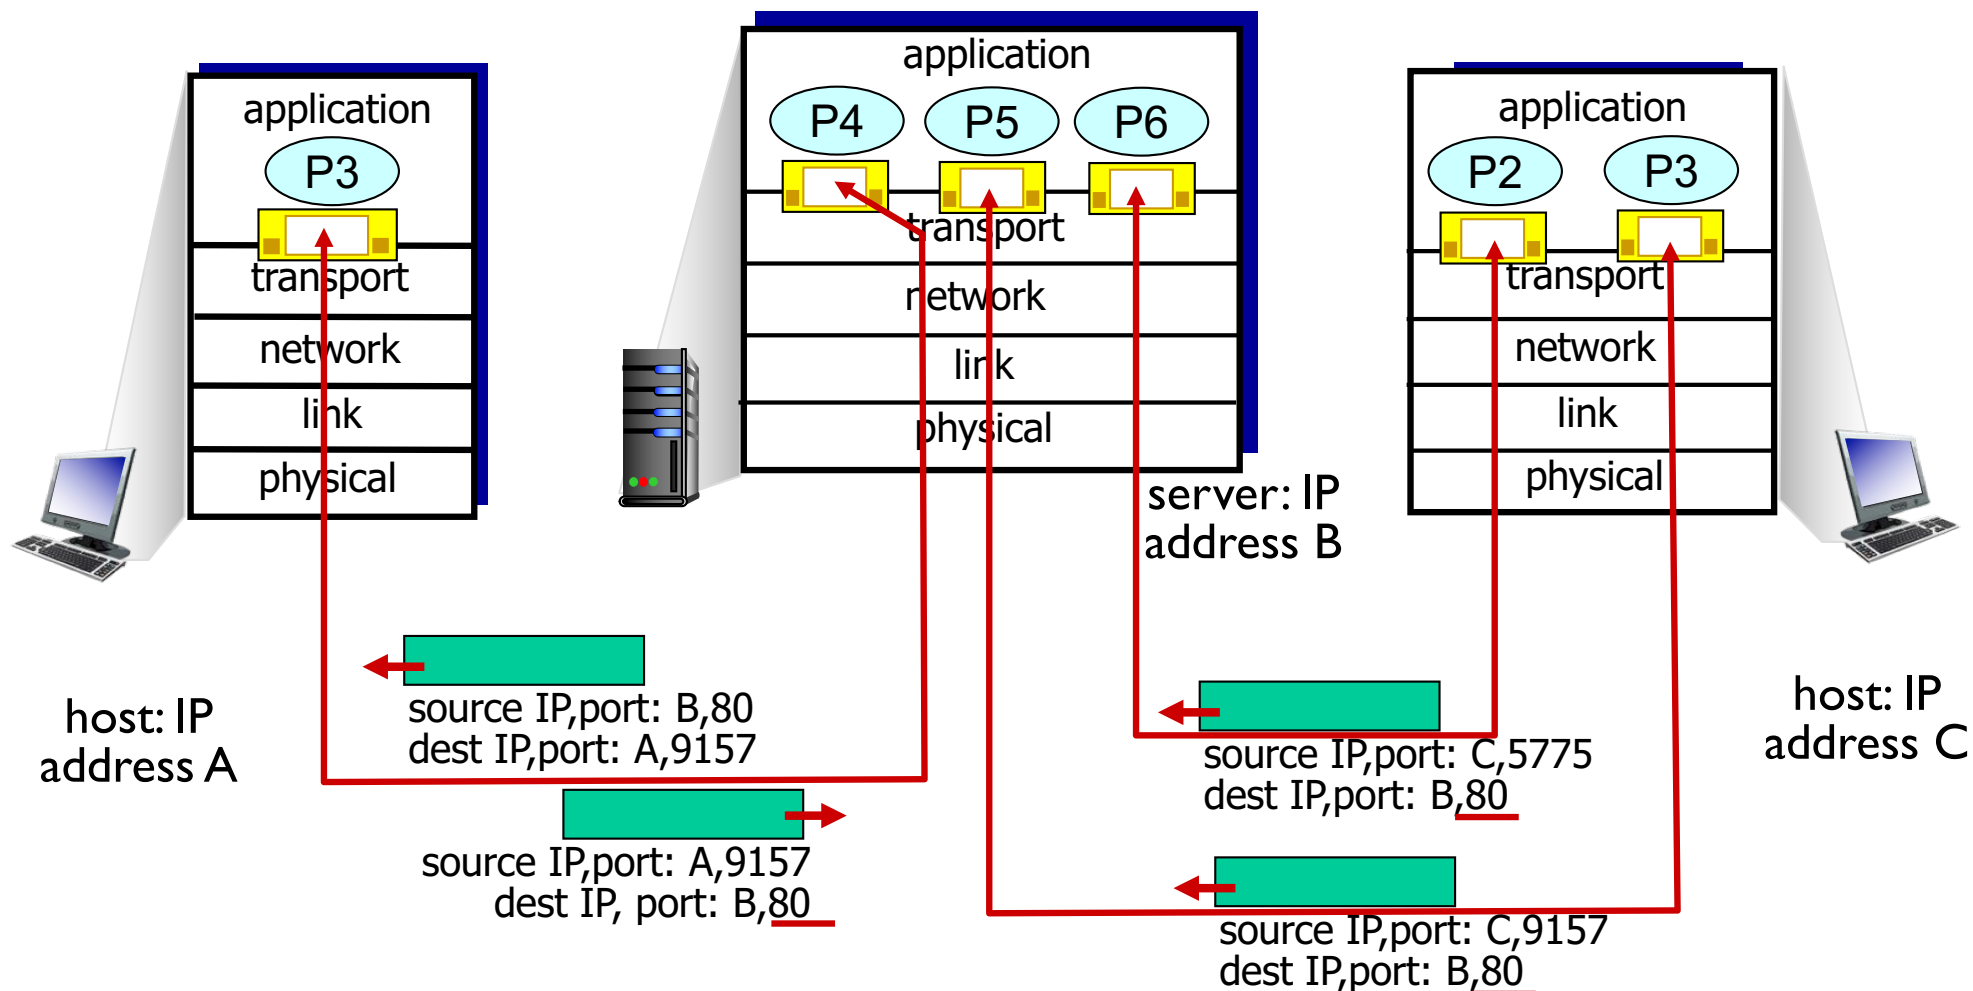 application
P3
transport
network
link
physical
host: IP
address A
application
P4
P5
P6
transport
network
link
physical
server: IP
address B
application
P2
P3
transport
network
link
physical
host: IP
address C
source IP,port: B,80
dest IP,port: A,9157
source IP,port: A,9157
dest IP, port: B,80
source IP,port: C,5775
dest IP,port: B,80
source IP,port: C,9157
dest IP,port: B,80